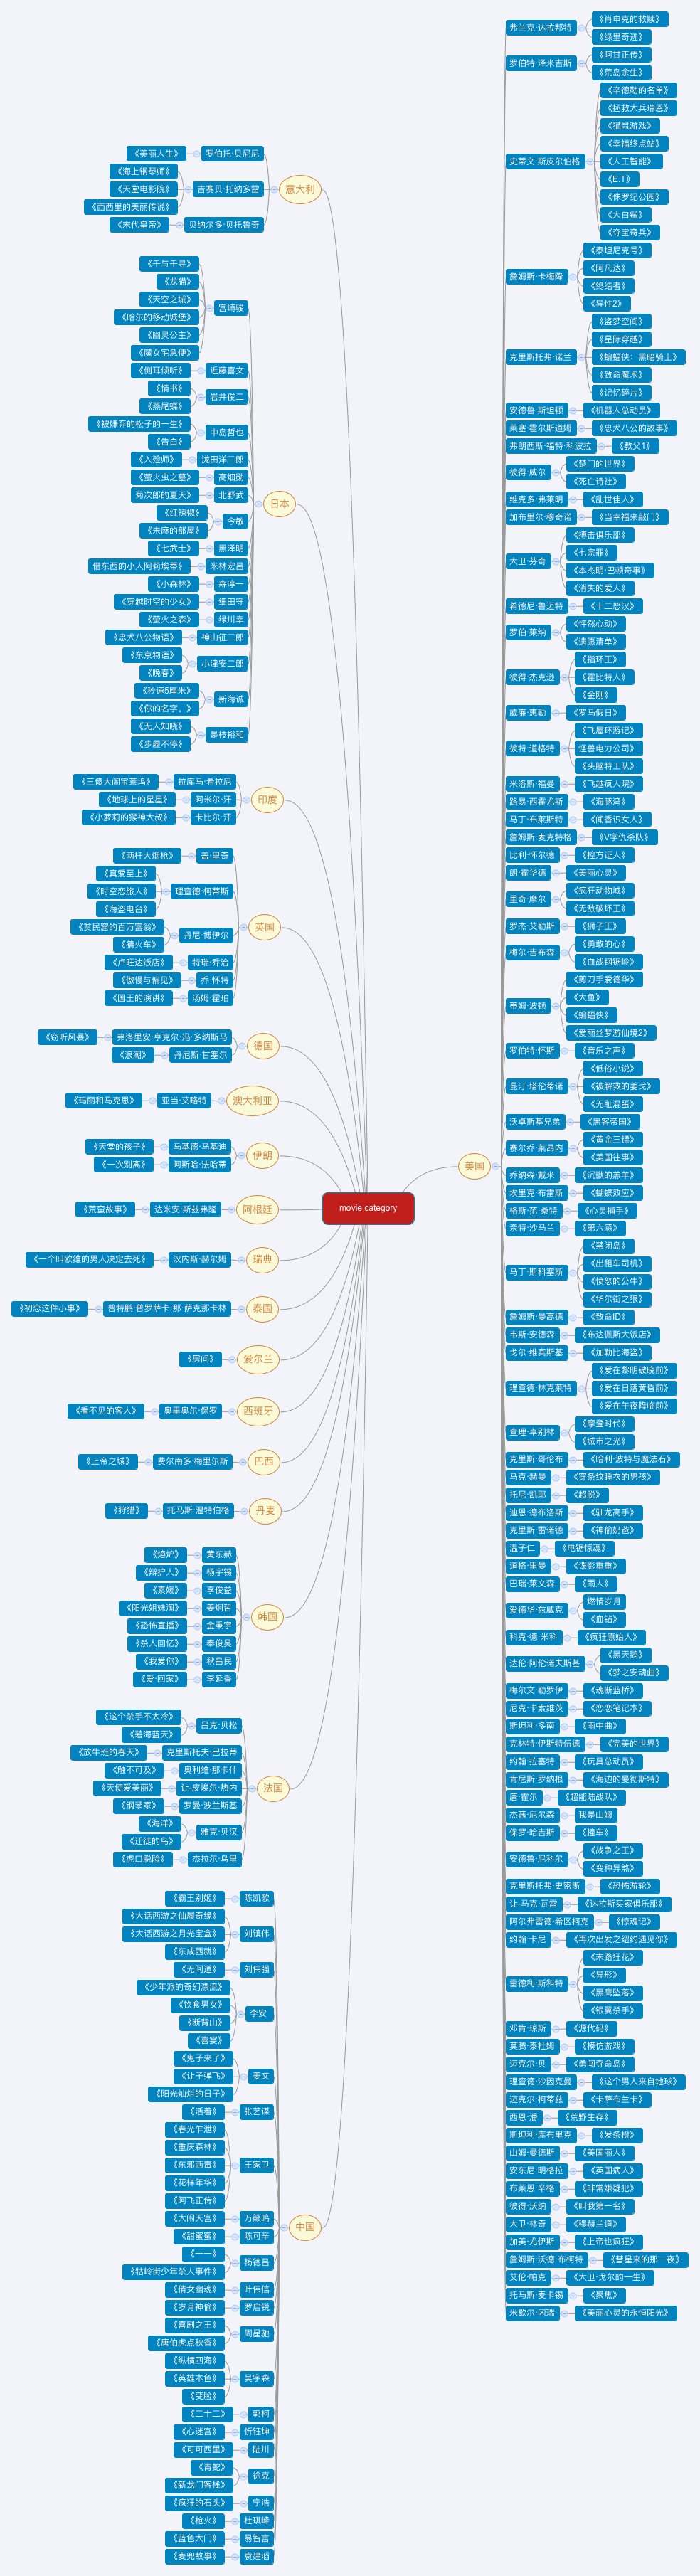 movie category
意大利
罗伯托·贝尼尼
《美丽人生》
吉赛贝·托纳多雷
《海上钢琴师》
《天堂电影院》
《西西里的美丽传说》
贝纳尔多·贝托鲁奇
《末代皇帝》
日本
宫崎骏
《千与千寻》
《龙猫》
《天空之城》
《哈尔的移动城堡》
《幽灵公主》
《魔女宅急便》
近藤喜文
《侧耳倾听》
岩井俊二
《情书》
《燕尾蝶》
中岛哲也
《被嫌弃的松子的一生》
《告白》
泷田洋二郎
《入殓师》
高畑勋
《萤火虫之墓》
北野武
菊次郎的夏天》
今敏
《红辣椒》
《未麻的部屋》
黑泽明
《七武士》
米林宏昌
借东西的小人阿莉埃蒂》
森淳一
《小森林》
细田守
《穿越时空的少女》
绿川幸
《萤火之森》
神山征二郎
《忠犬八公物语》
小津安二郎
《东京物语》
《晚春》
新海诚
《秒速5厘米》
《你的名字。》
是枝裕和
《无人知晓》
《步履不停》
印度
拉库马·希拉尼
《三傻大闹宝莱坞》
阿米尔·汗
《地球上的星星》
卡比尔·汗
《小萝莉的猴神大叔》
英国
盖·里奇
《两杆大烟枪》
理查德·柯蒂斯
《真爱至上》
《时空恋旅人》
《海盗电台》
丹尼·博伊尔
《贫民窟的百万富翁》
《猜火车》
特瑞·乔治
《卢旺达饭店》
乔·怀特
《傲慢与偏见》
汤姆·霍珀
《国王的演讲》
德国
弗洛里安·亨克尔·冯·多纳斯马
《窃听风暴》
丹尼斯·甘塞尔
《浪潮》
澳大利亚
亚当·艾略特
《玛丽和马克思》
伊朗
马基德·马基迪
《天堂的孩子》
阿斯哈·法哈蒂
《一次别离》
阿根廷
达米安·斯兹弗隆
《荒蛮故事》
瑞典
汉内斯·赫尔姆
《一个叫欧维的男人决定去死》
泰国
普特鹏·普罗萨卡·那·萨克那卡林
《初恋这件小事》
爱尔兰
《房间》
西班牙
奥里奥尔·保罗
《看不见的客人》
巴西
费尔南多·梅里尔斯
《上帝之城》
丹麦
托马斯·温特伯格
《狩猎》
韩国
黄东赫
《熔炉》
杨宇锡
《辩护人》
李俊益
《素媛》
姜炯哲
《阳光姐妹淘》
金秉宇
《恐怖直播》
奉俊昊
《杀人回忆》
秋昌民
《我爱你》
李延香
《爱·回家》
法国
吕克·贝松
《这个杀手不太冷》
《碧海蓝天》
克里斯托夫·巴拉蒂
《放牛班的春天》
奥利维·那卡什
《触不可及》
让-皮埃尔·热内
《天使爱美丽》
罗曼·波兰斯基
《钢琴家》
雅克·贝汉
《海洋》
《迁徙的鸟》
杰拉尔·乌里
《虎口脱险》
中国
陈凯歌
《霸王别姬》
刘镇伟
《大话西游之仙履奇缘》
《大话西游之月光宝盒》
《东成西就》
刘伟强
《无间道》
李安
《少年派的奇幻漂流》
《饮食男女》
《断背山》
《喜宴》
姜文
《鬼子来了》
《让子弹飞》
《阳光灿烂的日子》
张艺谋
《活着》
王家卫
《春光乍泄》
《重庆森林》
《东邪西毒》
《花样年华》
《阿飞正传》
万籁鸣
《大闹天宫》
陈可辛
《甜蜜蜜》
杨德昌
《一一》
《牯岭街少年杀人事件》
叶伟信
《倩女幽魂》
罗启锐
《岁月神偷》
周星驰
《喜剧之王》
《唐伯虎点秋香》
吴宇森
《纵横四海》
《英雄本色》
《变脸》
郭柯
《二十二》
忻钰坤
《心迷宫》
陆川
《可可西里》
徐克
《青蛇》
《新龙门客栈》
宁浩
《疯狂的石头》
杜琪峰
《枪火》
易智言
《蓝色大门》
袁建滔
《麦兜故事》
美国
弗兰克·达拉邦特
《肖申克的救赎》
《绿里奇迹》
罗伯特·泽米吉斯
《阿甘正传》
《荒岛余生》
史蒂文·斯皮尔伯格
《辛德勒的名单》
《拯救大兵瑞恩》
《猫鼠游戏》
《幸福终点站》
《人工智能》
《E.T》
《侏罗纪公园》
《大白鲨》
《夺宝奇兵》
詹姆斯·卡梅隆
《泰坦尼克号》
《阿凡达》
《终结者》
《异性2》
克里斯托弗·诺兰
《盗梦空间》
《星际穿越》
《蝙蝠侠：黑暗骑士》
《致命魔术》
《记忆碎片》
安德鲁·斯坦顿
《机器人总动员》
莱塞·霍尔斯道姆
《忠犬八公的故事》
弗朗西斯·福特·科波拉
《教父1》
彼得·威尔
《楚门的世界》
《死亡诗社》
维克多·弗莱明
《乱世佳人》
加布里尔·穆奇诺
《当幸福来敲门》
大卫·芬奇
《搏击俱乐部》
《七宗罪》
《本杰明·巴顿奇事》
《消失的爱人》
希德尼·鲁迈特
《十二怒汉》
罗伯·莱纳
《怦然心动》
《遗愿清单》
彼得·杰克逊
《指环王》
《霍比特人》
《金刚》
威廉·惠勒
《罗马假日》
彼特·道格特
《飞屋环游记》
怪兽电力公司》
《头脑特工队》
米洛斯·福曼
《飞越疯人院》
路易·西霍尤斯
《海豚湾》
马丁·布莱斯特
《闻香识女人》
詹姆斯·麦克特格
《V字仇杀队》
比利·怀尔德
《控方证人》
朗·霍华德
《美丽心灵》
里奇·摩尔
《疯狂动物城》
《无敌破坏王》
罗杰·艾勒斯
《狮子王》
梅尔·吉布森
《勇敢的心》
《血战钢锯岭》
蒂姆·波顿
《剪刀手爱德华》
《大鱼》
《蝙蝠侠》
《爱丽丝梦游仙境2》
罗伯特·怀斯
《音乐之声》
昆汀·塔伦蒂诺
《低俗小说》
《被解救的姜戈》
《无耻混蛋》
沃卓斯基兄弟
《黑客帝国》
赛尔乔·莱昂内
《黄金三镖》
《美国往事》
乔纳森·戴米
《沉默的羔羊》
埃里克·布雷斯
《蝴蝶效应》
格斯·范·桑特
《心灵捕手》
奈特·沙马兰
《第六感》
马丁·斯科塞斯
《禁闭岛》
《出租车司机》
《愤怒的公牛》
《华尔街之狼》
詹姆斯·曼高德
《致命ID》
韦斯·安德森
《布达佩斯大饭店》
戈尔·维宾斯基
《加勒比海盗》
理查德·林克莱特
《爱在黎明破晓前》
《爱在日落黄昏前》
《爱在午夜降临前》
查理·卓别林
《摩登时代》
《城市之光》
克里斯·哥伦布
《哈利·波特与魔法石》
马克·赫曼
《穿条纹睡衣的男孩》
托尼·凯耶
《超脱》
迪恩·德布洛斯
《驯龙高手》
克里斯·雷诺德
《神偷奶爸》
温子仁
《电锯惊魂》
道格·里曼
《谍影重重》
巴瑞·莱文森
《雨人》
爱德华·兹威克
燃情岁月
《血钻》
科克·德·米科
《疯狂原始人》
达伦·阿伦诺夫斯基
《黑天鹅》
《梦之安魂曲》
梅尔文·勒罗伊
《魂断蓝桥》
尼克·卡索维茨
《恋恋笔记本》
斯坦利·多南
《雨中曲》
克林特·伊斯特伍德
《完美的世界》
约翰·拉塞特
《玩具总动员》
肯尼斯·罗纳根
《海边的曼彻斯特》
唐·霍尔
《超能陆战队》
杰茜·尼尔森
我是山姆
保罗·哈吉斯
《撞车》
安德鲁·尼科尔
《战争之王》
《变种异煞》
克里斯托弗·史密斯
《恐怖游轮》
让-马克·瓦雷
《达拉斯买家俱乐部》
阿尔弗雷德·希区柯克
《惊魂记》
约翰·卡尼
《再次出发之纽约遇见你》
雷德利·斯科特
《末路狂花》
《异形》
《黑鹰坠落》
《银翼杀手》
邓肯·琼斯
《源代码》
莫腾·泰杜姆
《模仿游戏》
迈克尔·贝
《勇闯夺命岛》
理查德·沙因克曼
《这个男人来自地球》
迈克尔·柯蒂兹
《卡萨布兰卡》
西恩·潘
《荒野生存》
斯坦利·库布里克
《发条橙》
山姆·曼德斯
《美国丽人》
安东尼·明格拉
《英国病人》
布莱恩·辛格
《非常嫌疑犯》
彼得·沃纳
《叫我第一名》
大卫·林奇
《穆赫兰道》
加美·尤伊斯
《上帝也疯狂》
詹姆斯·沃德·布柯特
《彗星来的那一夜》
艾伦·帕克
《大卫·戈尔的一生》
托马斯·麦卡锡
《聚焦》
米歇尔·冈瑞
《美丽心灵的永恒阳光》